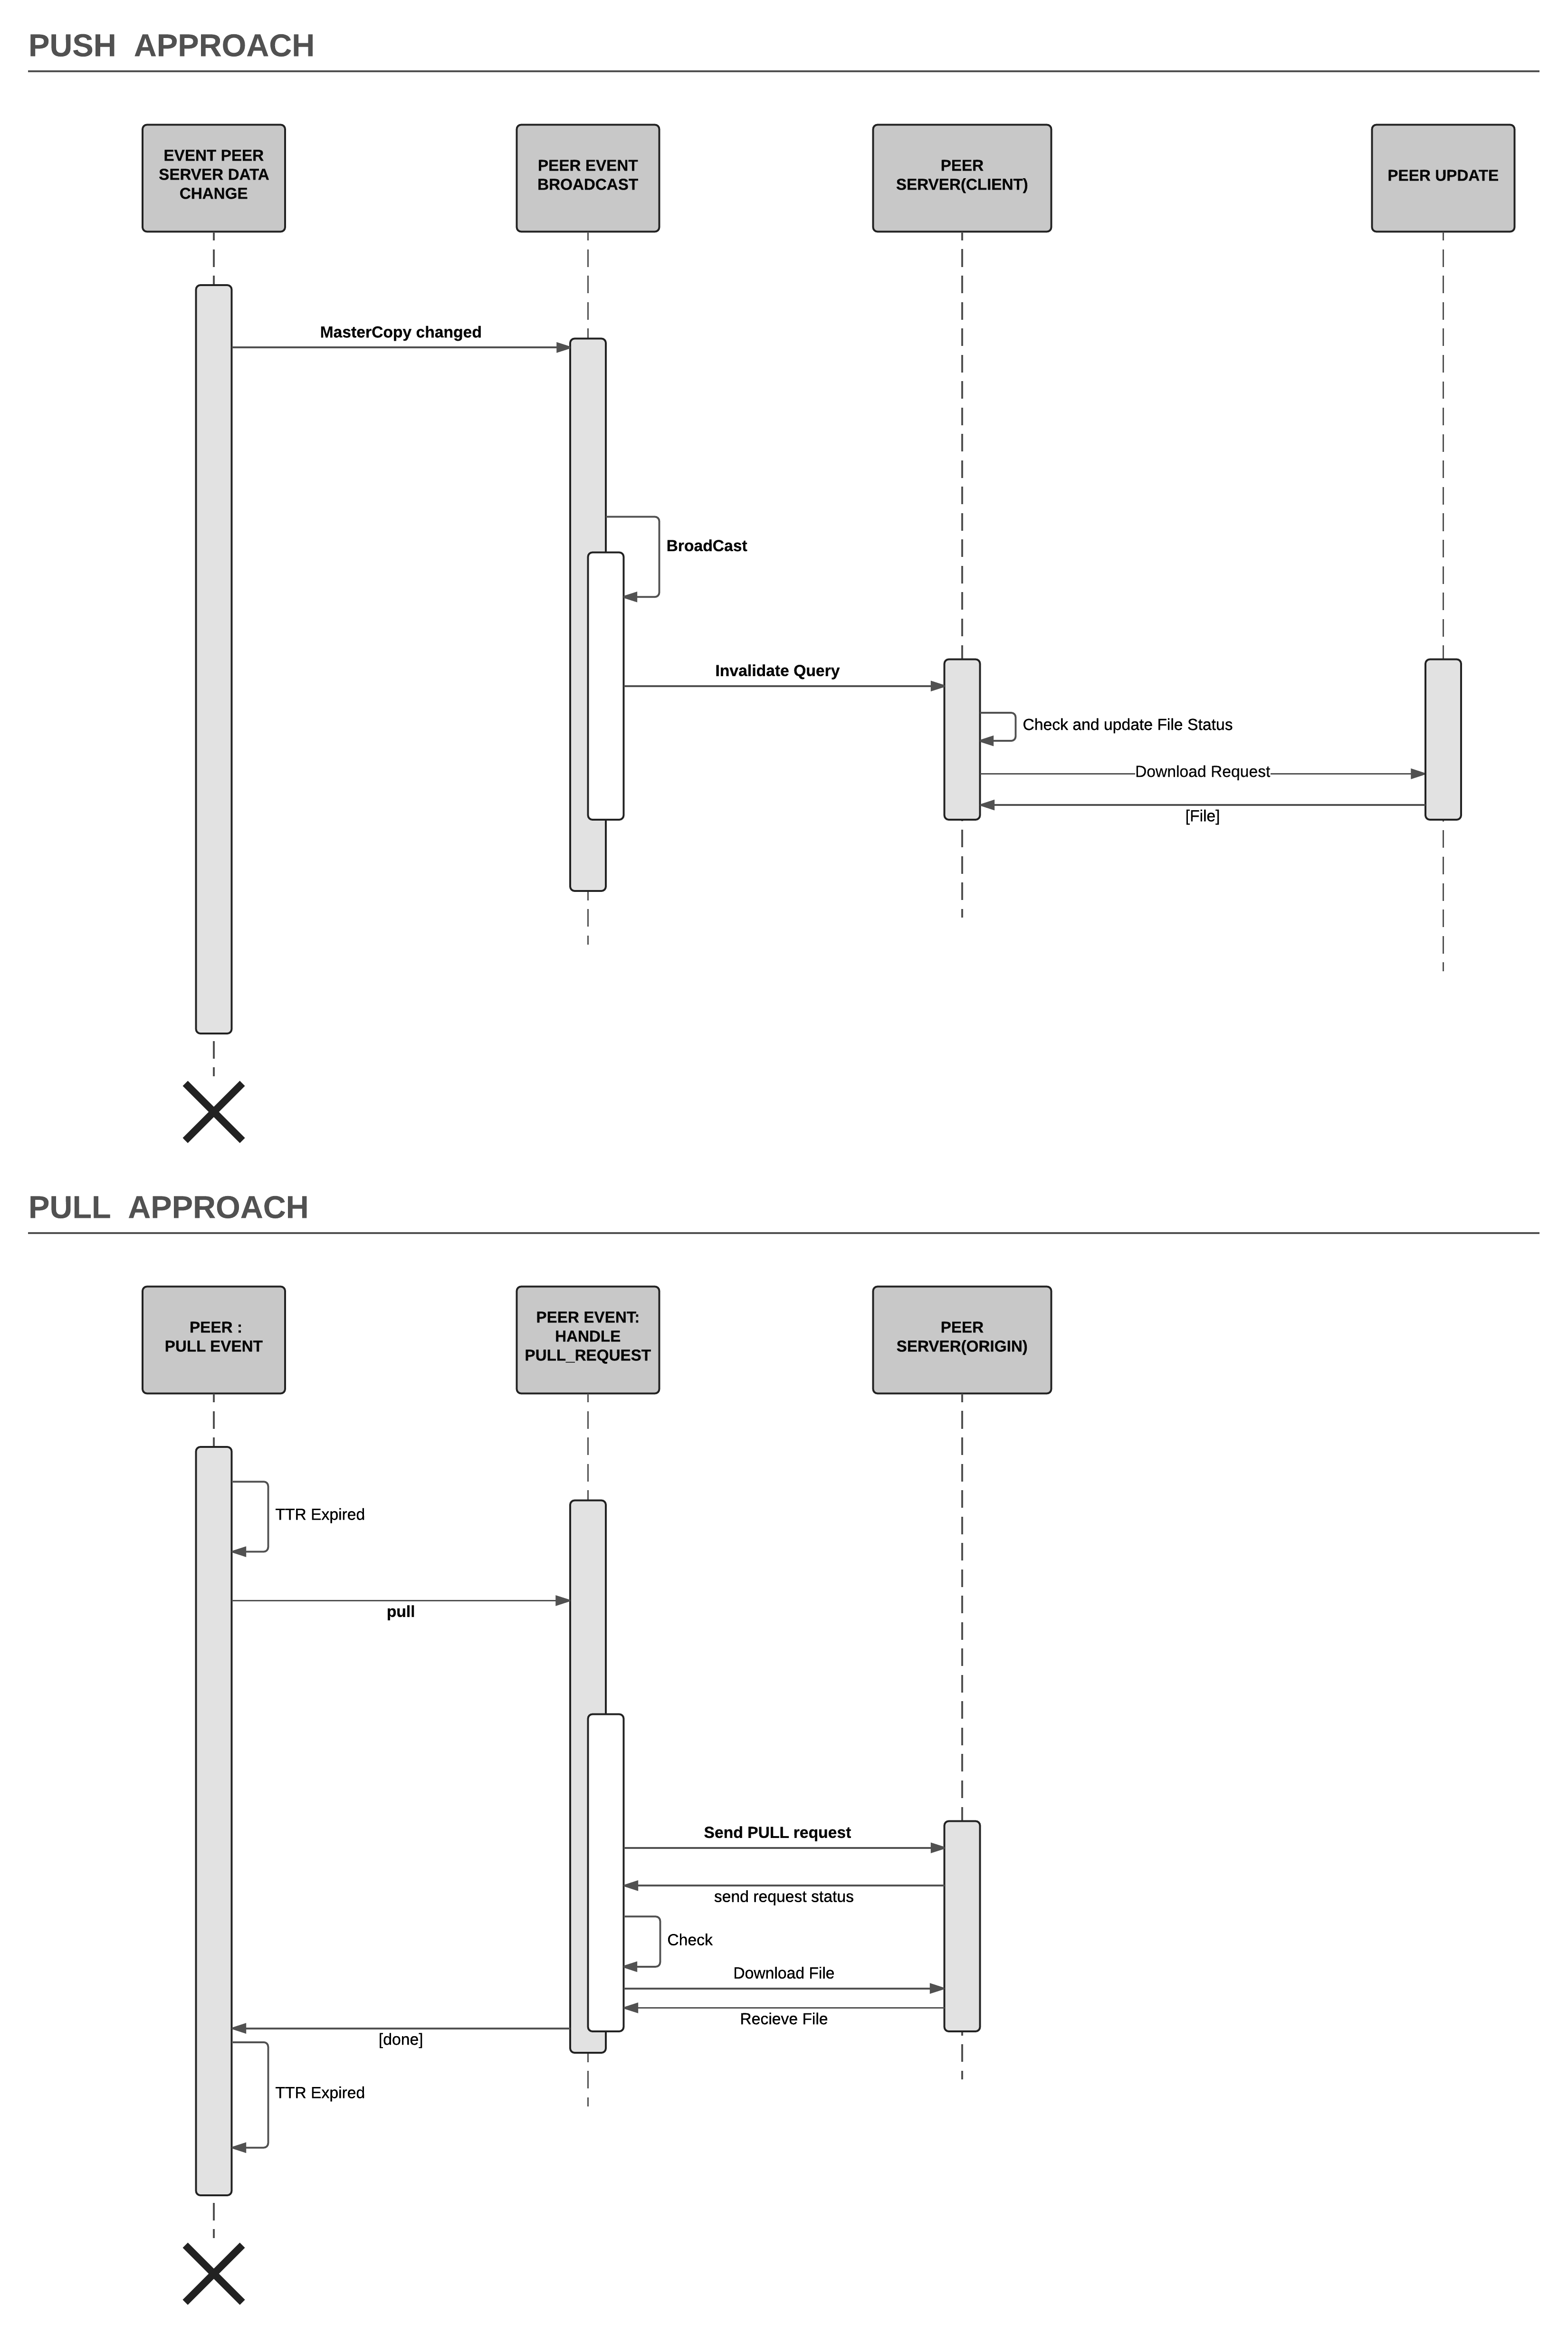 PUSH APPROACH
EVENT PEER
SERVER DATA
CHANGE
PEER EVENT
BROADCAST
PEER
SERVER(CLIENT)
PEER UPDATE
MasterCopy changed
BroadCast
Invalidate Query
Check and update File Status
Download Request
[File]
PULL APPROACH
PEER :
PULL EVENT
PEER EVENT:
HANDLE
PULL_REQUEST
PEER
SERVER(ORIGIN)
TTR Expired
pull
Send PULL request
send request status
Check
Download File
Recieve File
[done]
TTR Expired